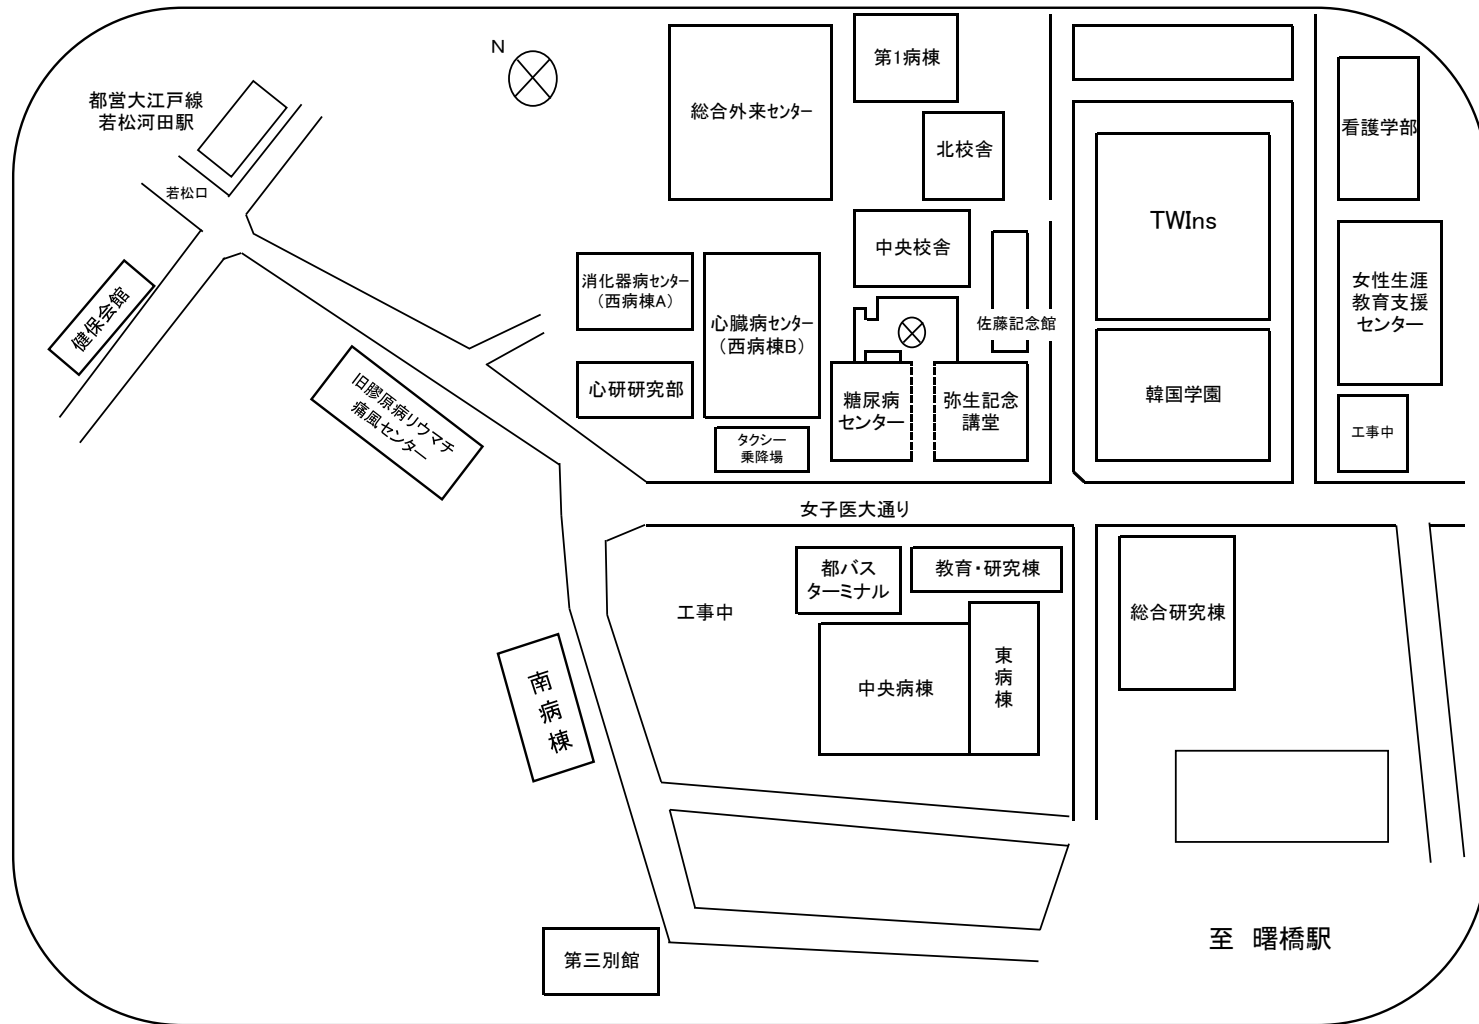 N
第1病棟
都営大江戸線
若松河田駅
総合外来センター
看護学部
北校舎
若松口
TWIns
中央校舎
消化器病センター
(西病棟A)
心臓病センター
(西病棟B)
佐藤記念館
女性生涯
教育支援
センター
健保会館
旧膠原病リウマチ
痛風センター
心研研究部
糖尿病
センター
弥生記念
講堂
韓国学園
工事中
タクシー
乗降場
女子医大通り
都バス
ターミナル
教育・研究棟
工事中
総合研究棟
中央病棟
東
病
棟
南
病
棟
至 曙橋駅
第三別館